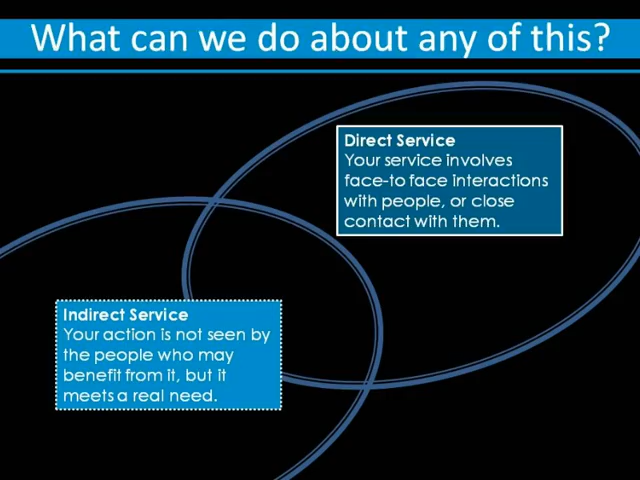 What can we do about any of this?
Direct Service
Your service involves
face-to face interactions
with people, or close
contact with them.
Indirect Service
Your action is not seen by
the people who may
benefit from it, but it
meets a real need.